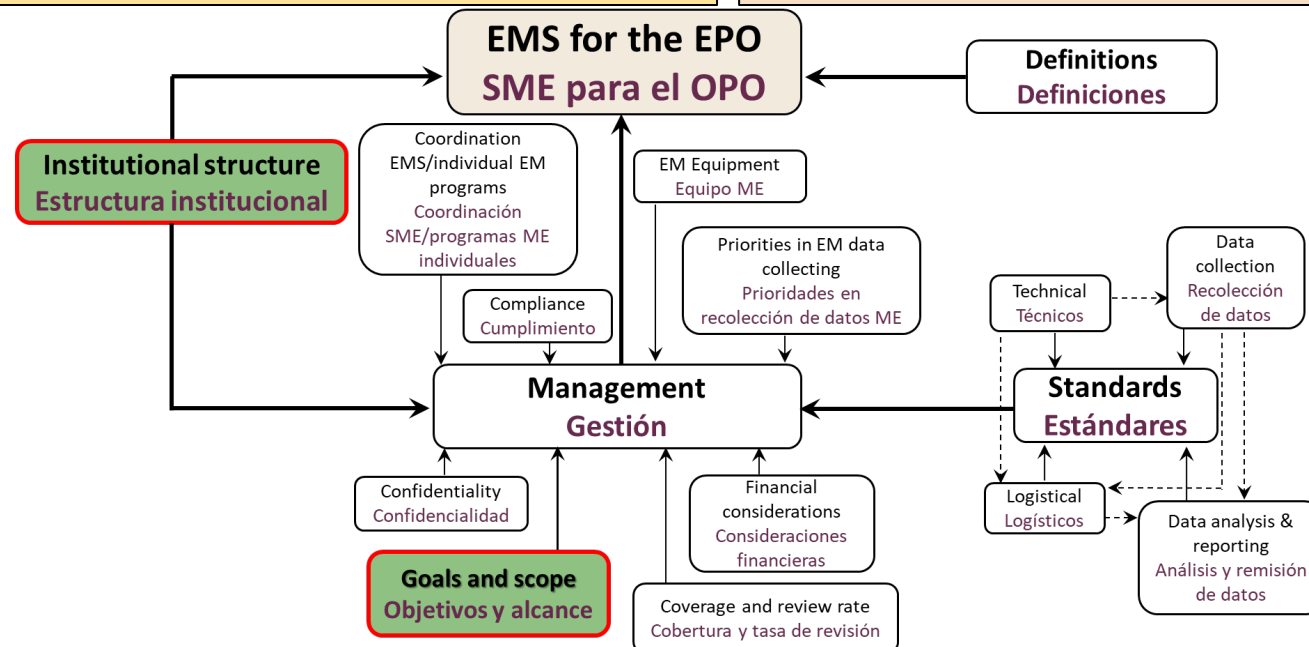 EMS for the EPO
SME para el OPO
Definitions
Definiciones
Institutional structure
Estructura institucional
Coordination
EMS/individual EM
programs
Coordinación
SME/programas ME
individuales
EM Equipment
Equipo ME
Compliance
Cumplimiento
Priorities in EM data
collecting
Prioridades en
recolección de datos ME
Technical
Técnicos
Data
collection
Recolección
de datos
Management
Gestión
Standards
Estándares
Confidentiality
Confidencialidad
Goals and scope
Objetivos y alcance
Financial
considerations
Consideraciones
financieras
Coverage and review rate
Cobertura y tasa de revisión
Logistical
Logísticos
Data analysis &
reporting
Análisis y remisión
de datos